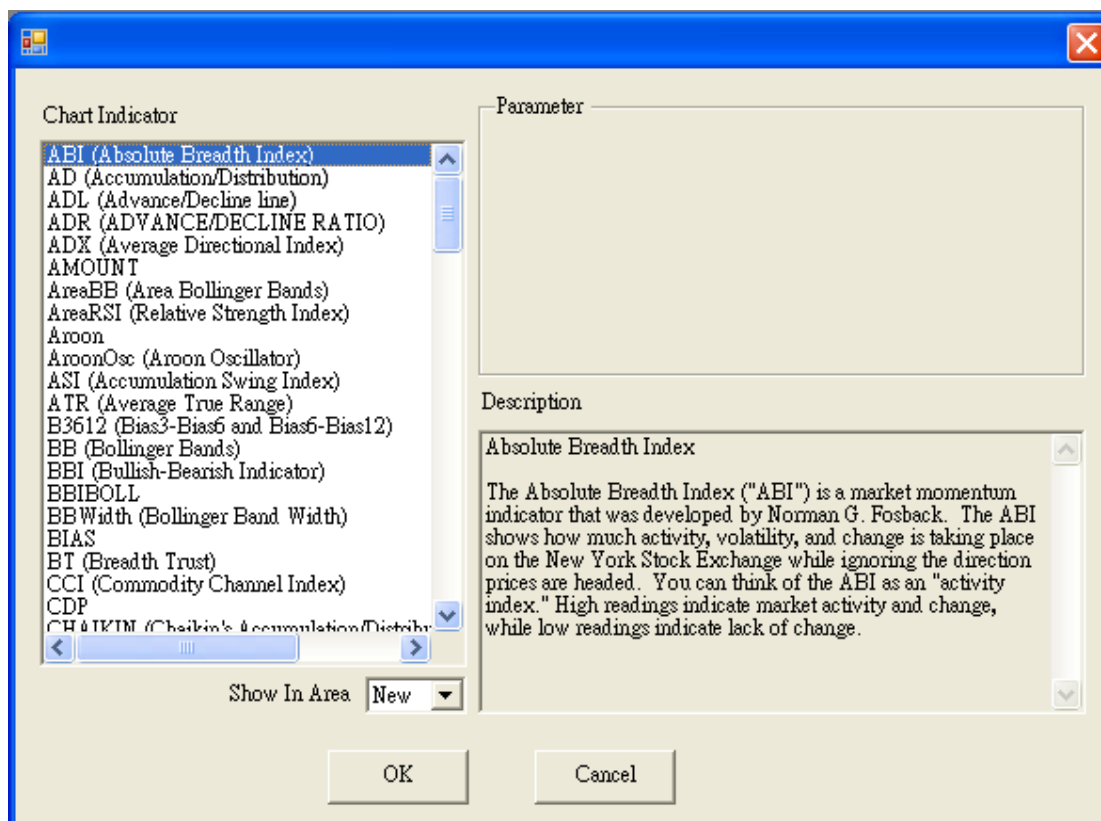 Chart Indicator
ABI (Absolute Breadth Index)
AD (Accumulation/Distribution)
ADL (Advance/Decline line)
ADR (ADVANCE/DECLINE RATIO)
ADX (Average Directional Index)
AMOUNT
AreaBB (Area Bollinger Bands)
AreaRSI (Relative Strength Index)
Aroon
AroonOsc (Aroon Oscillator)
ASI (Accumulation Swing Index)
ATR (Average True Range)
B3612 (Bias3-Bias6 and Bias6-Bias12)
BB (Bollinger Bands)
BBI (Bullish-Bearish Indicator)
BBIBOLL
BBWidth (Bollinger Band Width)
BIAS
BT (Breadth Trust)
CCI (Commodity Channel Index)
CDP
CHAIKIN (Chaikin's Accumulation/Distribu
Show In Area New
Parameter
Description
Absolute Breadth Index
The Absolute Breadth Index ("ABI") is a market momentum
indicator that was developed by Norman G. Fosback. The ABI
shows how much activity, volatility, and change is taking place
on the New York Stock Exchange while ignoring the direction
prices are headed. You can think of the ABI as an "activity
index." High readings indicate market activity and change,
while low readings indicate lack of change.
OK
Cancel